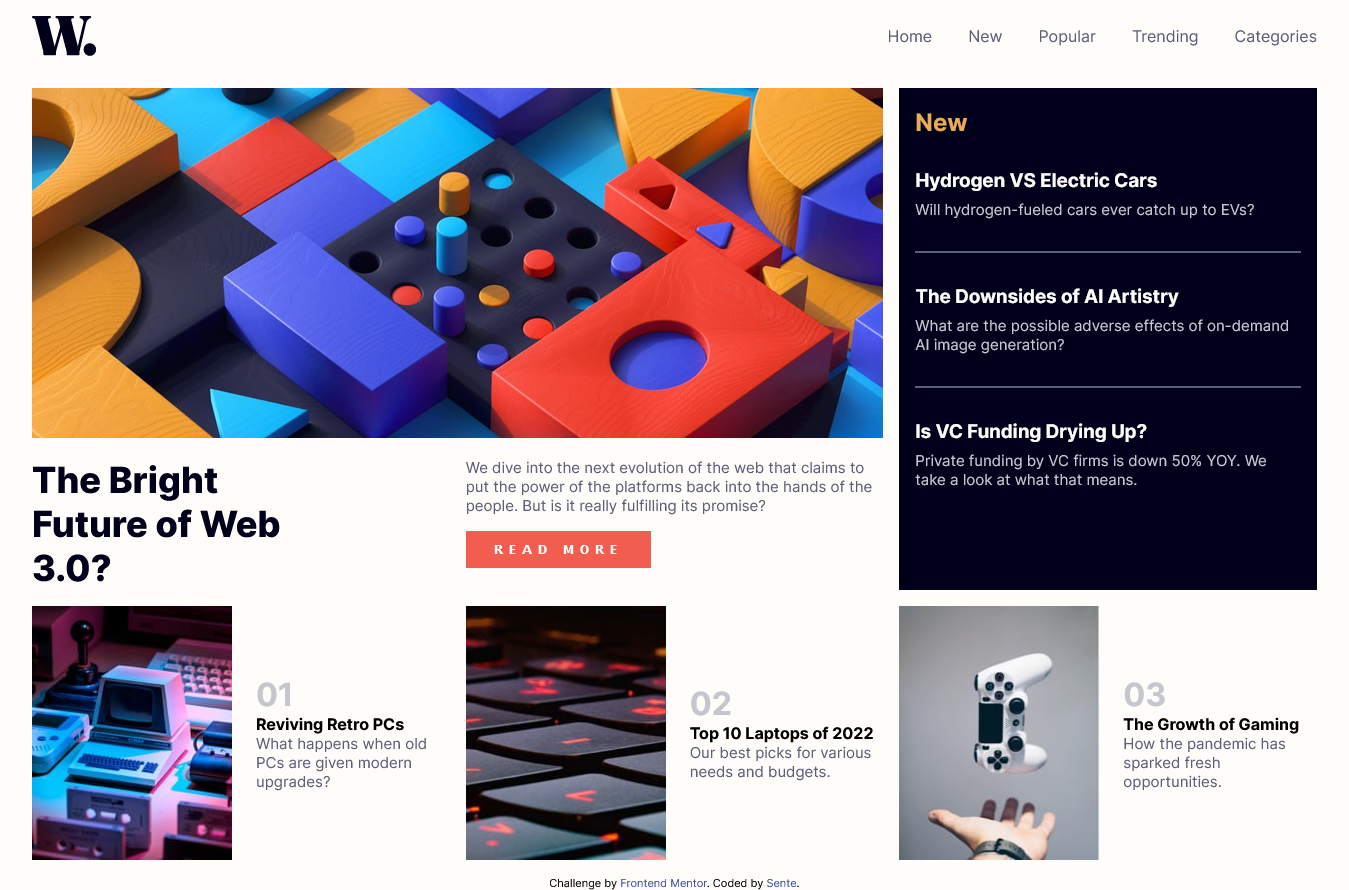 W.
Home New Popular Trending Categories
New
Hydrogen VS Electric Cars
Will hydrogen-fueled cars ever catch up to EVs?
The Downsides of AI Artistry
What are the possible adverse effects of on-demand
AI image generation?
Is VC Funding Drying Up?
Private funding by VC firms is down 50% YOY. We
take a look at what that means.
The Bright
Future of Web
3.0?
We dive into the next evolution of the web that claims to
put the power of the platforms back into the hands of the
people. But is it really fulfilling its promise?
READ MORE
01
Reviving Retro PCs
What happens when old
PCs are given modern
upgrades?
02
Top 10 Laptops of 2022
Our best picks for various
needs and budgets.
03
The Growth of Gaming
How the pandemic has
sparked fresh
opportunities.
Challenge by Frontend Mentor. Coded by Sente.